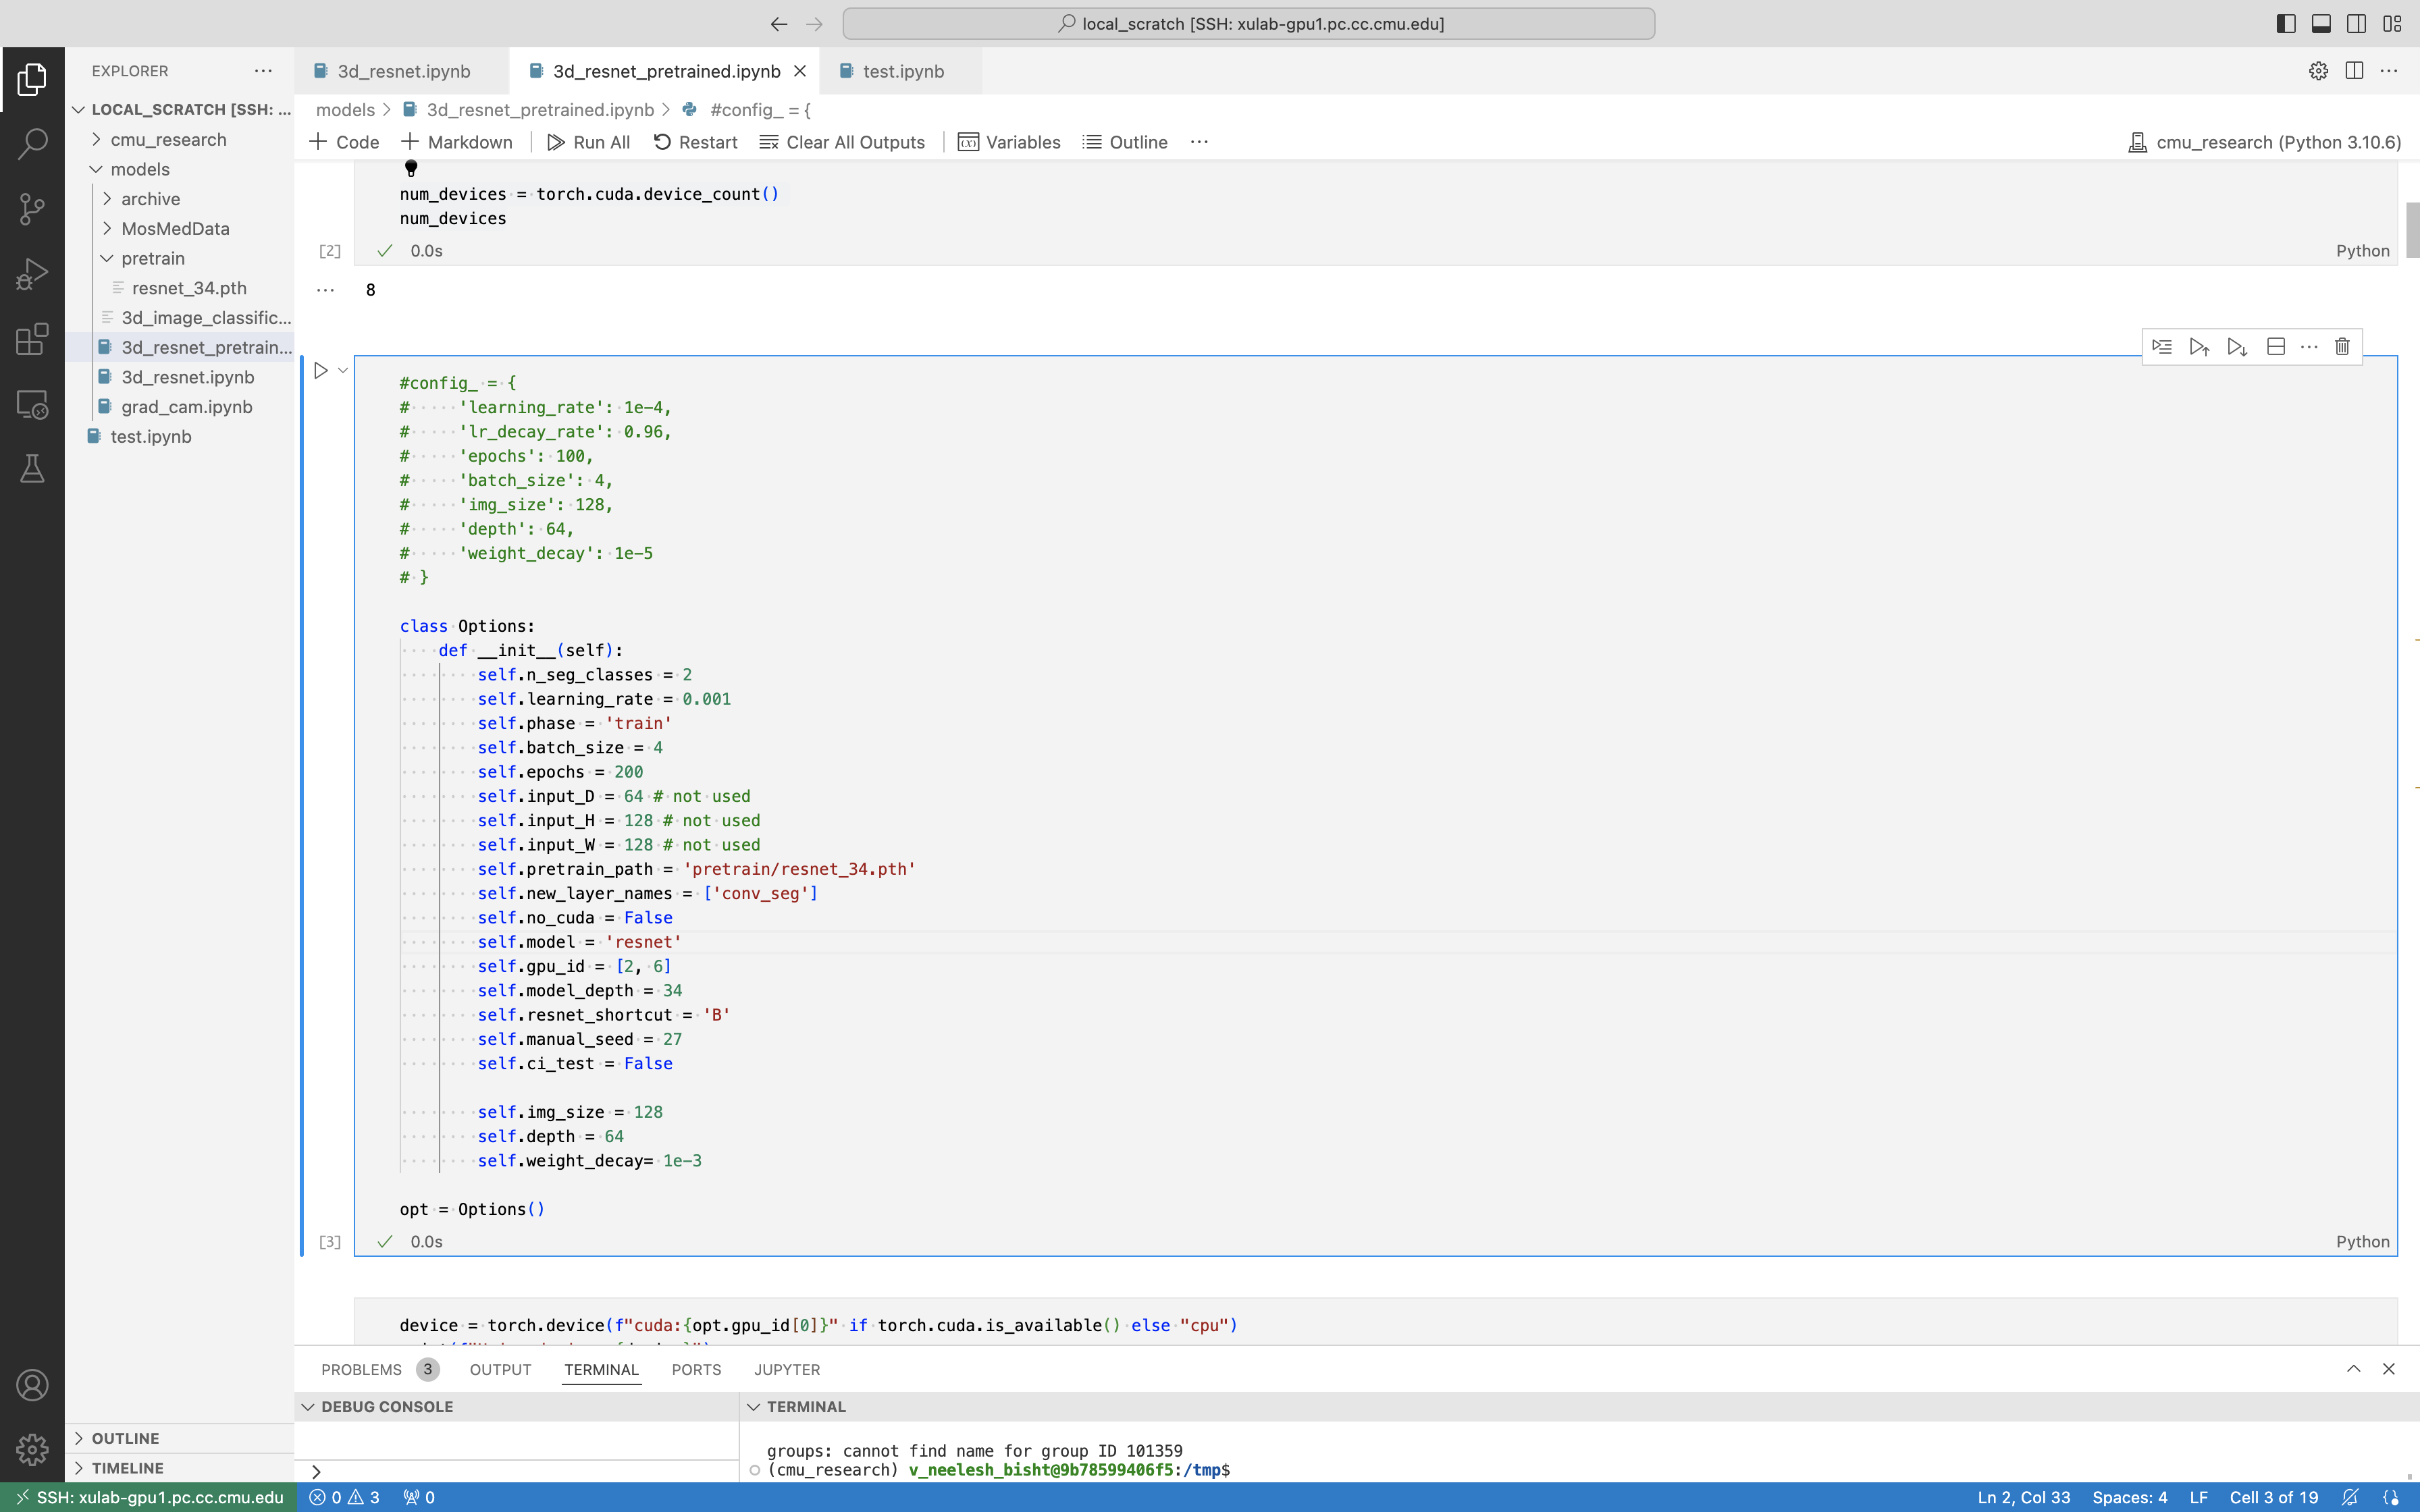 local_scratch [SSH: xulab-gpu1.pc.cc.cmu.edu]
EXPLORER
LOCAL_SCRATCH [SSH: ...
cmu_research
models
archive
MosMedData
pretrain
resnet_34.pth
3d_image_classific...
3d_resnet_pretrain...
3d_resnet.ipynb
grad_cam.ipynb
test.ipynb
OUTLINE
TIMELINE
3d_resnet.ipynb
3d_resnet_pretrained.ipynb
test.ipynb
models > 3d_resnet_pretrained.ipynb > #config_ = {
+ Code + Markdown Run All Restart Clear All Outputs Variables Outline ...
cmu_research (Python 3.10.6)
num_devices = torch.cuda.device_count()
num_devices
[2] 0.0s Python
... 8
#config_ = {
#     'learning_rate': 1e-4,
#     'lr_decay_rate': 0.96,
#     'epochs': 100,
#     'batch_size': 4,
#     'img_size': 128,
#     'depth': 64,
#     'weight_decay': 1e-5
# }
class Options:
    def __init__(self):
        self.n_seg_classes = 2
        self.learning_rate = 0.001
        self.phase = 'train'
        self.batch_size = 4
        self.epochs = 200
        self.input_D = 64 # not used
        self.input_H = 128 # not used
        self.input_W = 128 # not used
        self.pretrain_path = 'pretrain/resnet_34.pth'
        self.new_layer_names = ['conv_seg']
        self.no_cuda = False
        self.model = 'resnet'
        self.gpu_id = [2, 6]
        self.model_depth = 34
        self.resnet_shortcut = 'B'
        self.manual_seed = 27
        self.ci_test = False
        self.img_size = 128
        self.depth = 64
        self.weight_decay= 1e-3
opt = Options()
[3] 0.0s Python
device = torch.device(f"cuda:{opt.gpu_id[0]}" if torch.cuda.is_available() else "cpu")
PROBLEMS 3 OUTPUT TERMINAL PORTS JUPYTER
DEBUG CONSOLE
TERMINAL
groups: cannot find name for group ID 101359
(cmu_research) v_neelesh_bisht@9b78599406f5:/tmp$
SSH: xulab-gpu1.pc.cc.cmu.edu 0 3 0
Ln 2, Col 33 Spaces: 4 LF Cell 3 of 19